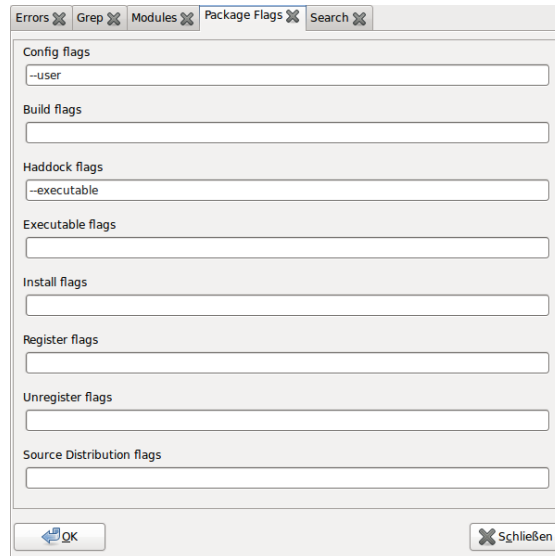 Errors Grep Modules Package Flags Search
Config flags
--user
Build flags
Haddock flags
--executable
Executable flags
Install flags
Register flags
Unregister flags
Source Distribution flags
OK Schließen